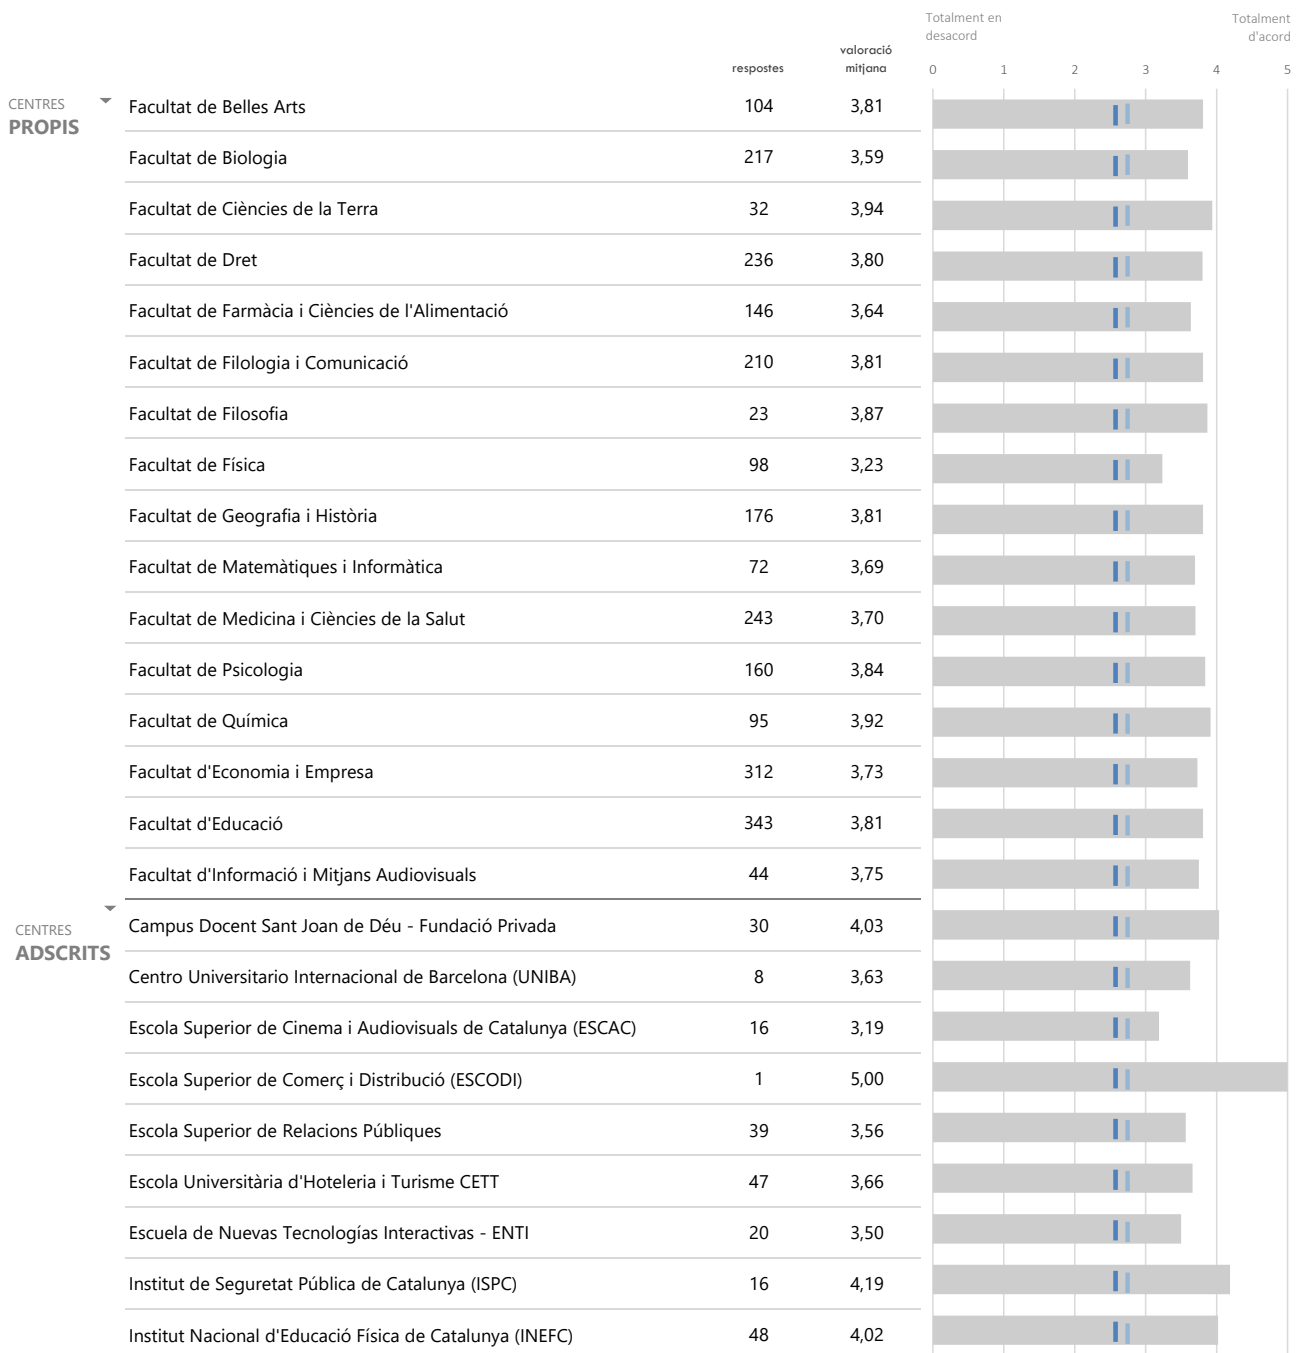 Totalment en
desacord
Totalment
d'acord
respostes
valoració
mitjana
0 1 2 3 4 5
CENTRES
PROPIS
Facultat de Belles Arts 104 3,81
Facultat de Biologia 217 3,59
Facultat de Ciències de la Terra 32 3,94
Facultat de Dret 236 3,80
Facultat de Farmàcia i Ciències de l'Alimentació 146 3,64
Facultat de Filologia i Comunicació 210 3,81
Facultat de Filosofia 23 3,87
Facultat de Física 98 3,23
Facultat de Geografia i Història 176 3,81
Facultat de Matemàtiques i Informàtica 72 3,69
Facultat de Medicina i Ciències de la Salut 243 3,70
Facultat de Psicologia 160 3,84
Facultat de Química 95 3,92
Facultat d'Economia i Empresa 312 3,73
Facultat d'Educació 343 3,81
Facultat d'Informació i Mitjans Audiovisuals 44 3,75
CENTRES
ADSCRITS
Campus Docent Sant Joan de Déu - Fundació Privada 30 4,03
Centro Universitario Internacional de Barcelona (UNIBA) 8 3,63
Escola Superior de Cinema i Audiovisuals de Catalunya (ESCAC) 16 3,19
Escola Superior de Comerç i Distribució (ESCODI) 1 5,00
Escola Superior de Relacions Públiques 39 3,56
Escola Universitària d'Hoteleria i Turisme CETT 47 3,66
Escuela de Nuevas Tecnologías Interactivas - ENTI 20 3,50
Institut de Seguretat Pública de Catalunya (ISPC) 16 4,19
Institut Nacional d'Educació Física de Catalunya (INEFC) 48 4,02